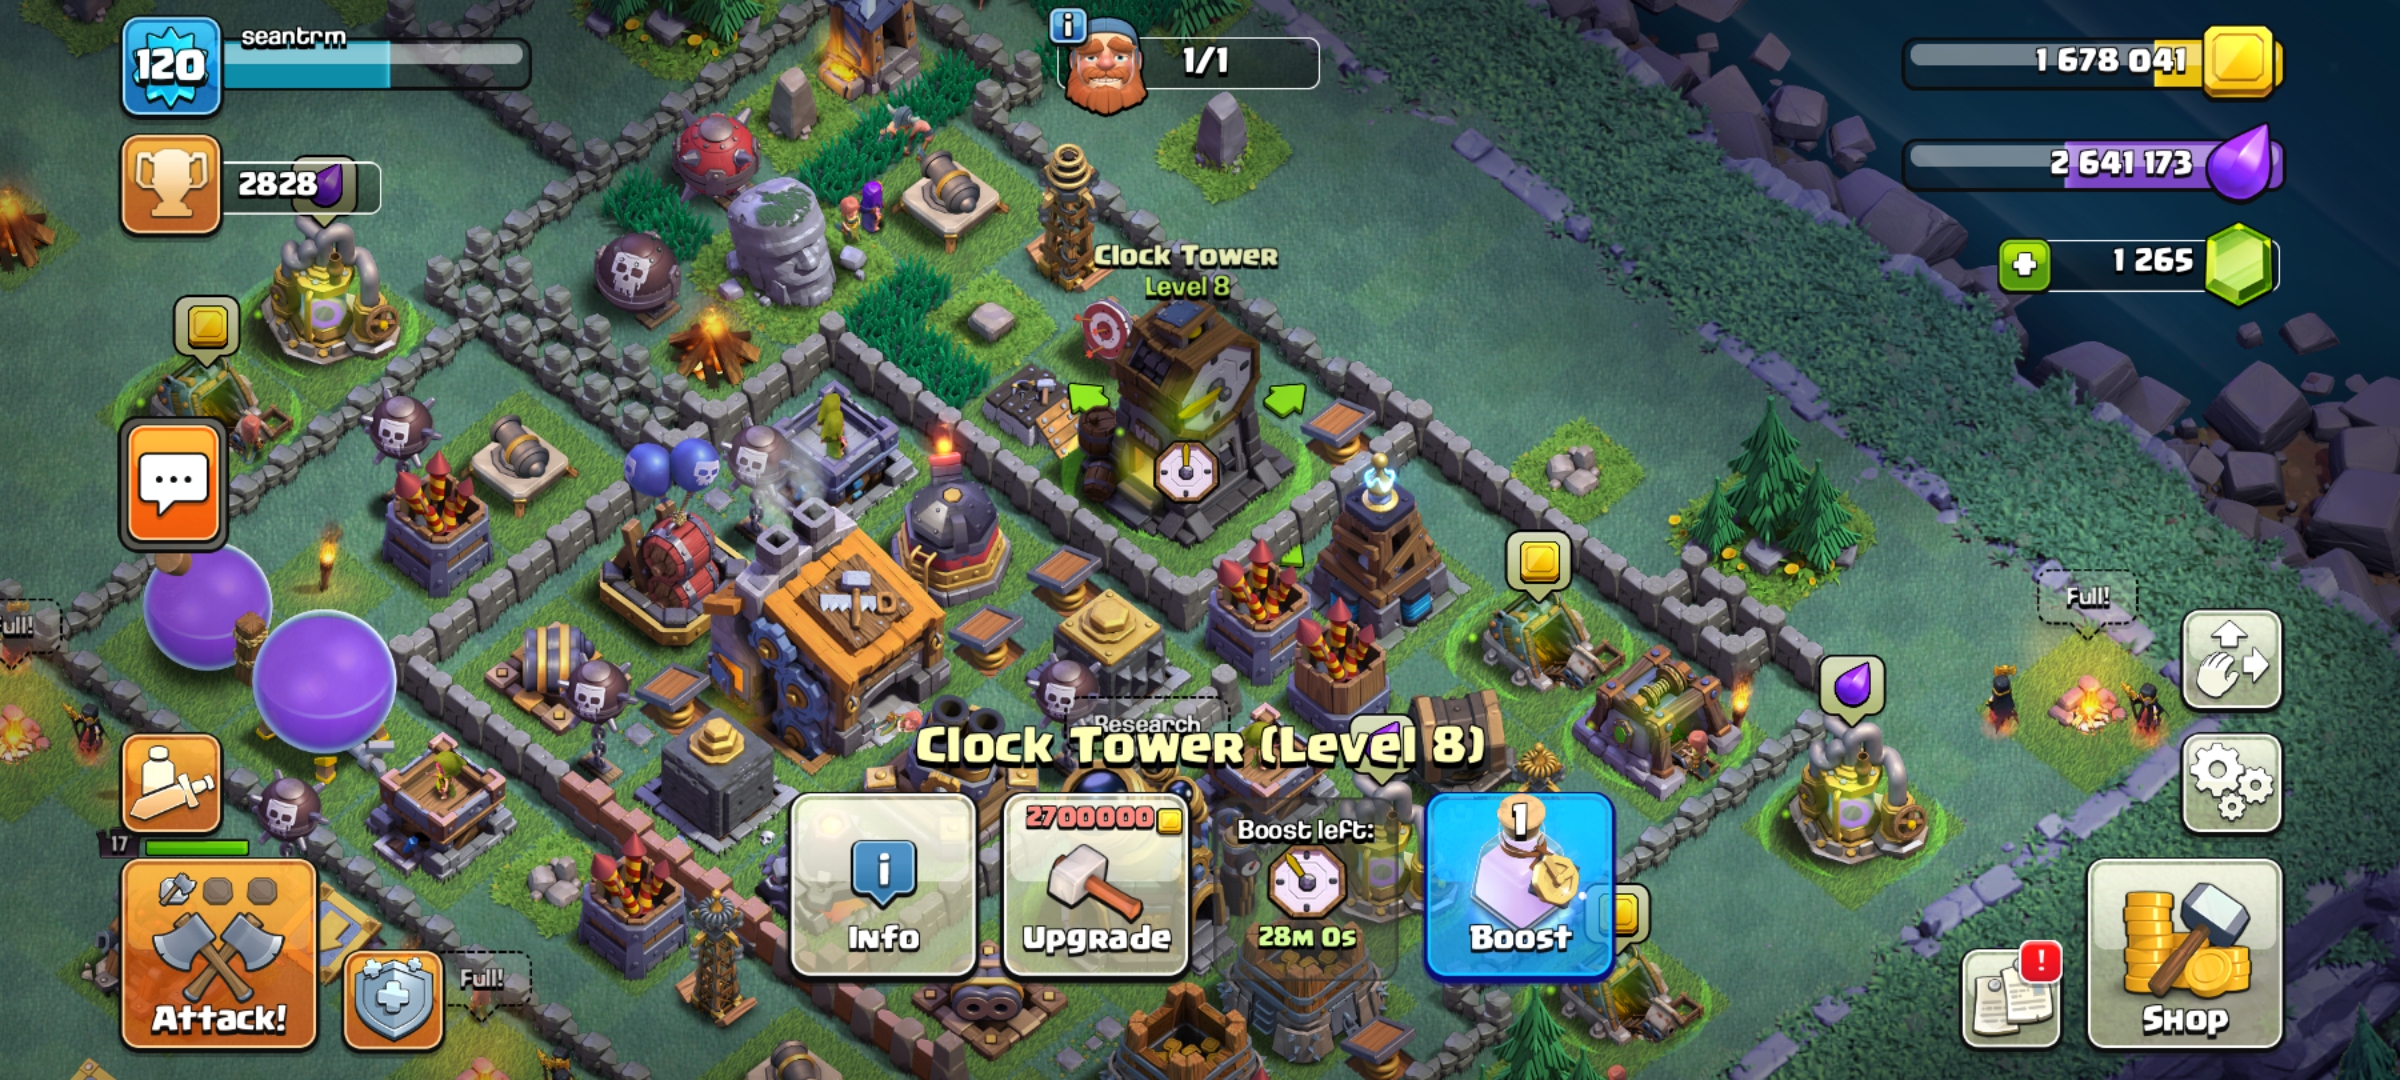 seantrm
120
1/1
1 678 041
2828
2 641 173
1 265
Clock Tower
Level 8
Full!
Full!
Research
Clock Tower (Level 8)
17
2700000
Boost left:
1
Info
Upgrade
28m 0s
Boost
Attack!
Full!
!
Shop